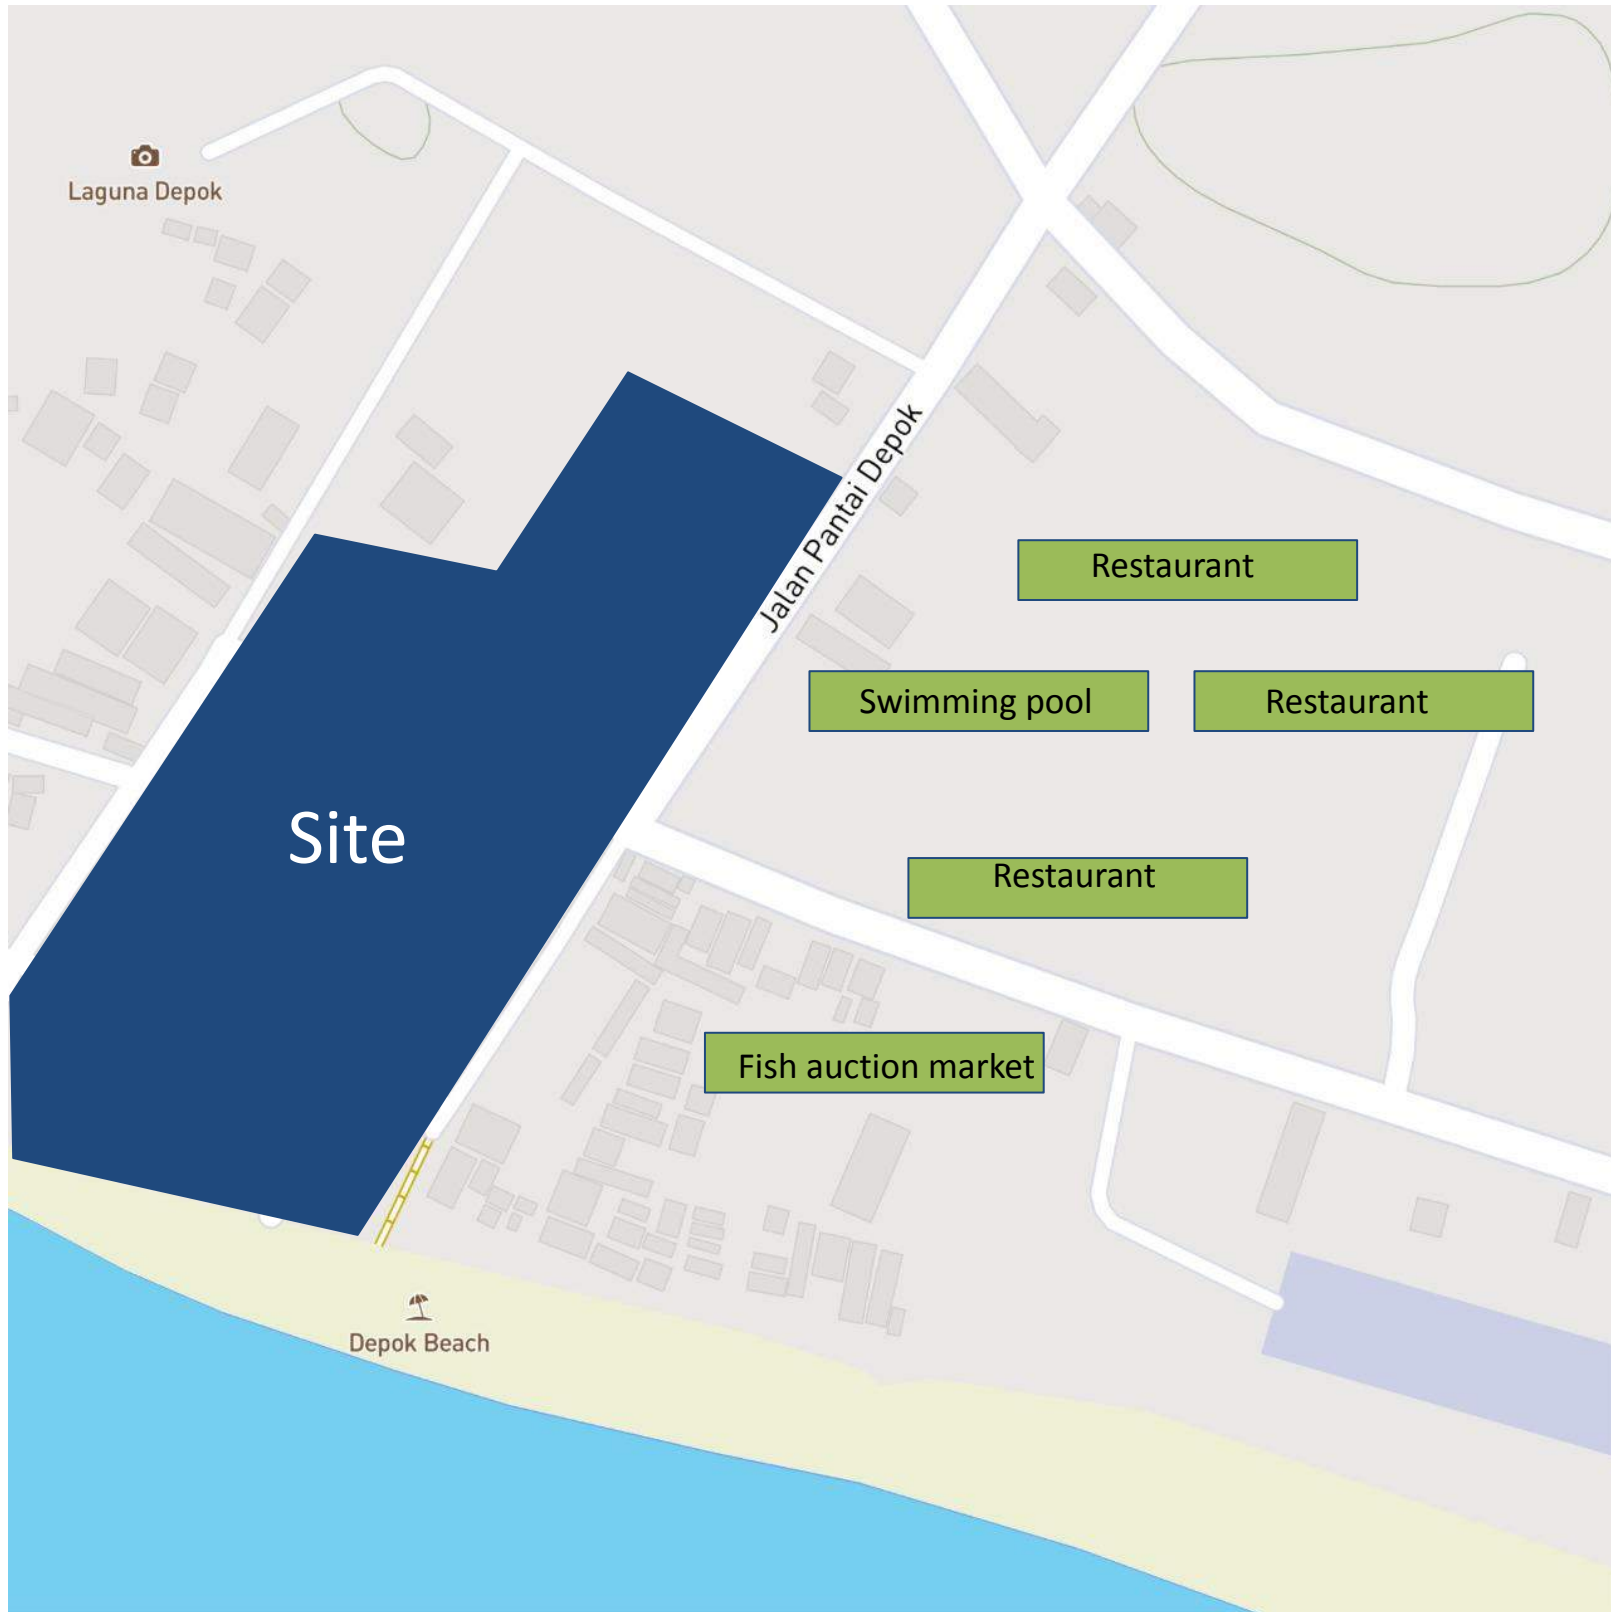 Laguna Depok
Jalan Pantai Depok
Restaurant
Swimming pool
Restaurant
Site
Restaurant
Fish auction market
Depok Beach